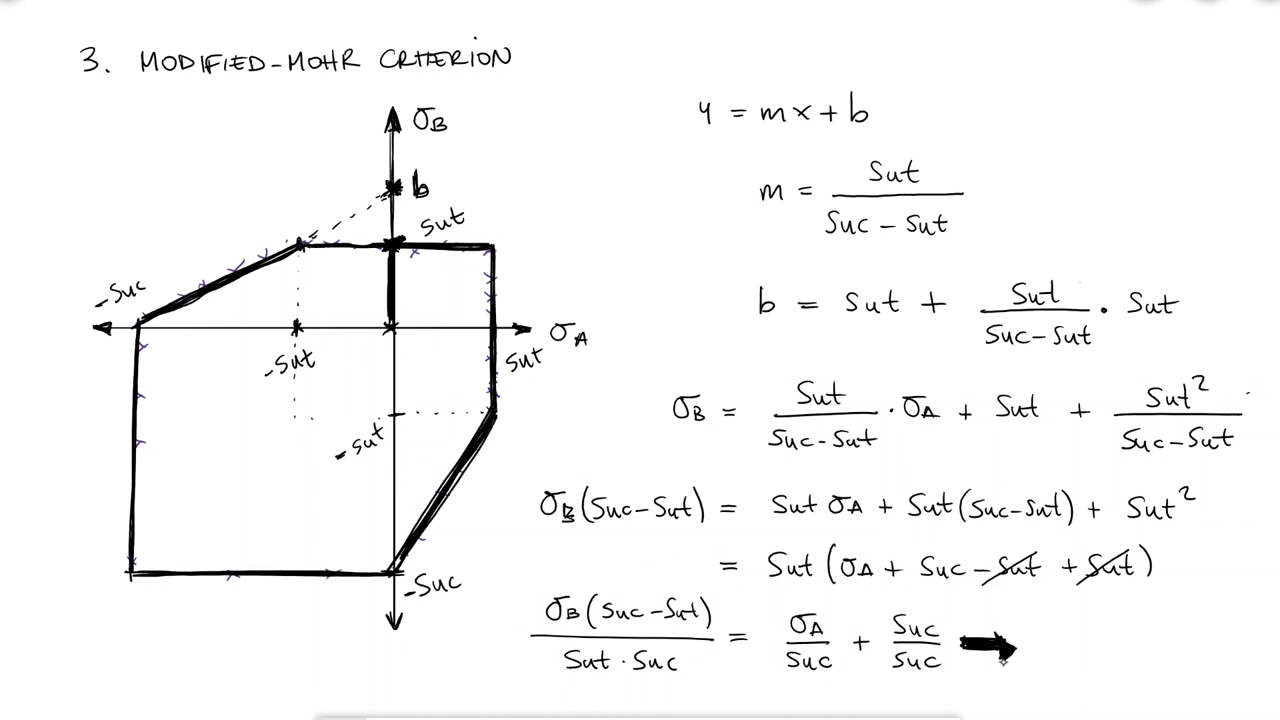 3. MODIFIED-MOHR CRITERION
σB
b
Sut
-Suc
σA
-Sut
Sut
-Sut
-Suc
y = mx + b
m = Sut / (Suc - Sut)
b = Sut + Sut / (Suc - Sut) · Sut
σB = Sut / (Suc - Sut) · σA + Sut + Sut² / (Suc - Sut)
σB (Suc - Sut) = Sut σA + Sut (Suc - Sut) + Sut²
= Sut (σA + Suc - Sut + Sut)
σB (Suc - Sut) / (Sut · Suc) = σA / Suc + Suc / Suc